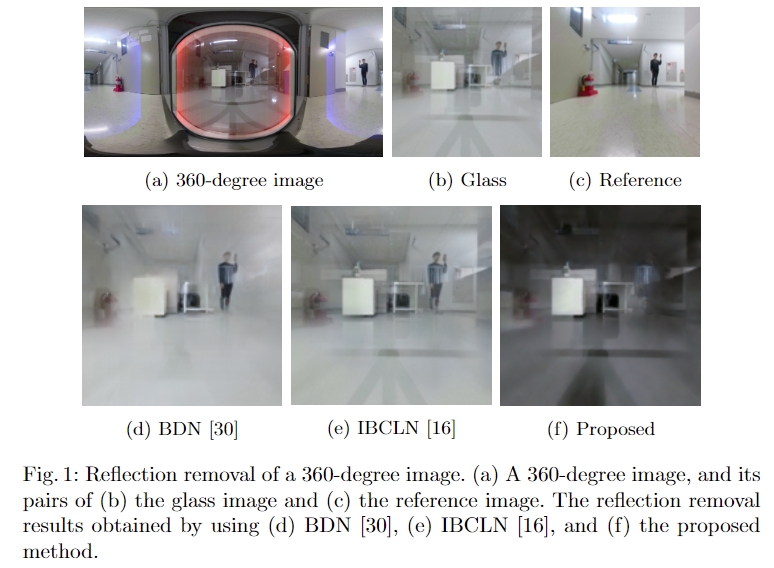 (a) 360-degree image
(b) Glass
(c) Reference
(d) BDN [30]
(e) IBCLN [16]
(f) Proposed
Fig. 1: Reflection removal of a 360-degree image. (a) A 360-degree image, and its
pairs of (b) the glass image and (c) the reference image. The reflection removal
results obtained by using (d) BDN [30], (e) IBCLN [16], and (f) the proposed
method.